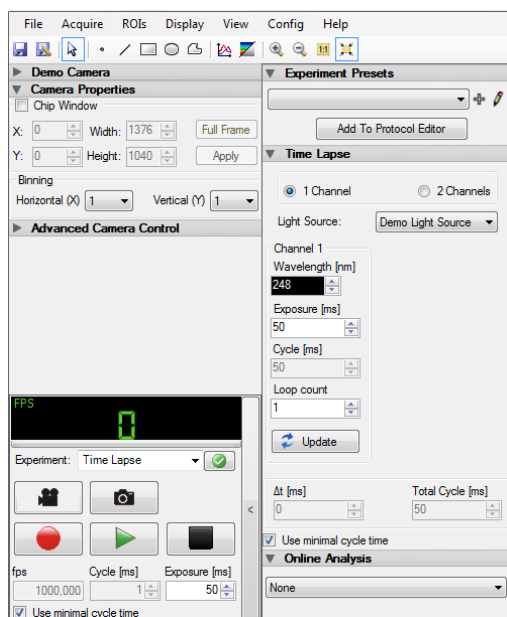 File Acquire ROIs Display View Config Help
1:1
Demo Camera
Camera Properties
Chip Window
X: 0 Width: 1376 Full Frame
Y: 0 Height: 1040 Apply
Binning
Horizontal (X) 1 Vertical (Y) 1
Advanced Camera Control
FPS
0
Experiment: Time Lapse
<
fps Cycle [ms] Exposure [ms]
1000,000 1 50
Use minimal cycle time
Experiment Presets
Add To Protocol Editor
Time Lapse
1 Channel 2 Channels
Light Source: Demo Light Source
Channel 1
Wavelength [nm]
248
Exposure [ms]
50
Cycle [ms]
50
Loop count
1
Update
Δt [ms] Total Cycle [ms]
0 50
Use minimal cycle time
Online Analysis
None